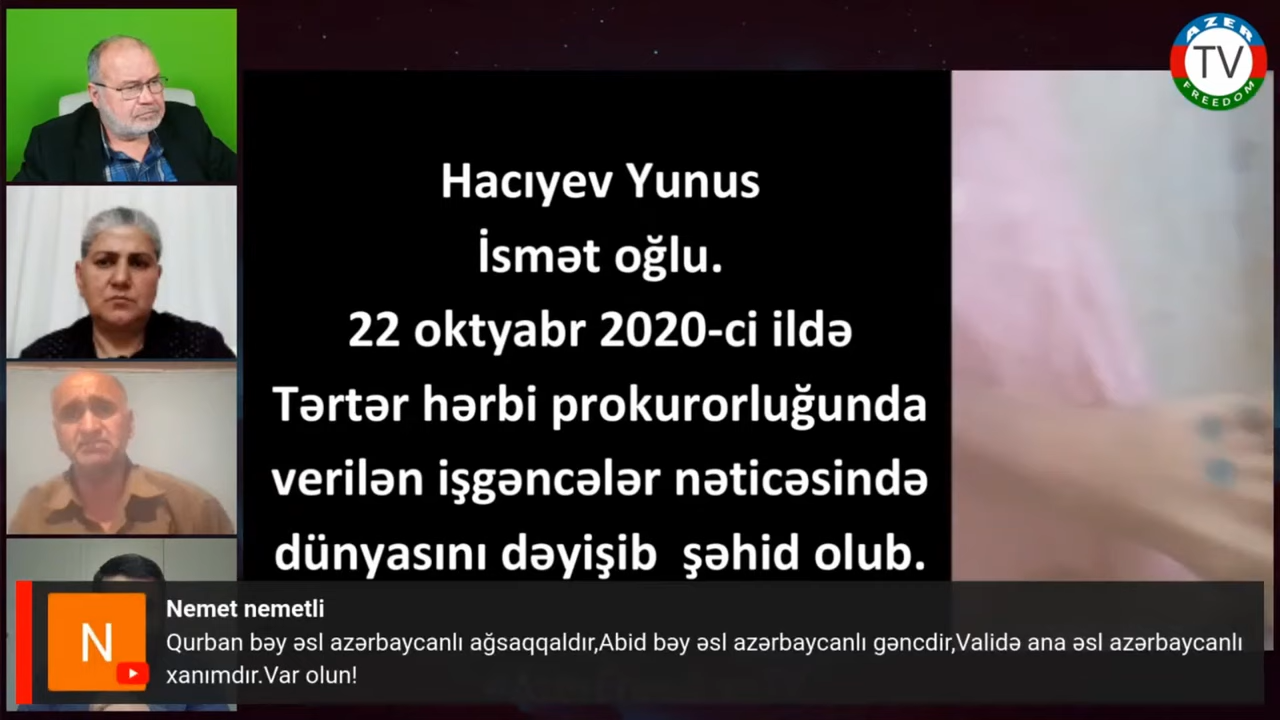 AZER
TV
FREEDOM
Hacıyev Yunus
İsmət oğlu.
22 oktyabr 2020-ci ildə
Tərtər hərbi prokurorluğunda
verilən işgəncələr nəticəsində
dünyasını dəyişib şəhid olub.
N
Nemet nemetli
Qurban bəy əsl azərbaycanlı ağsaqqaldır,Abid bəy əsl azərbaycanlı gəncdir,Validə ana əsl azərbaycanlı
xanımdır.Var olun!